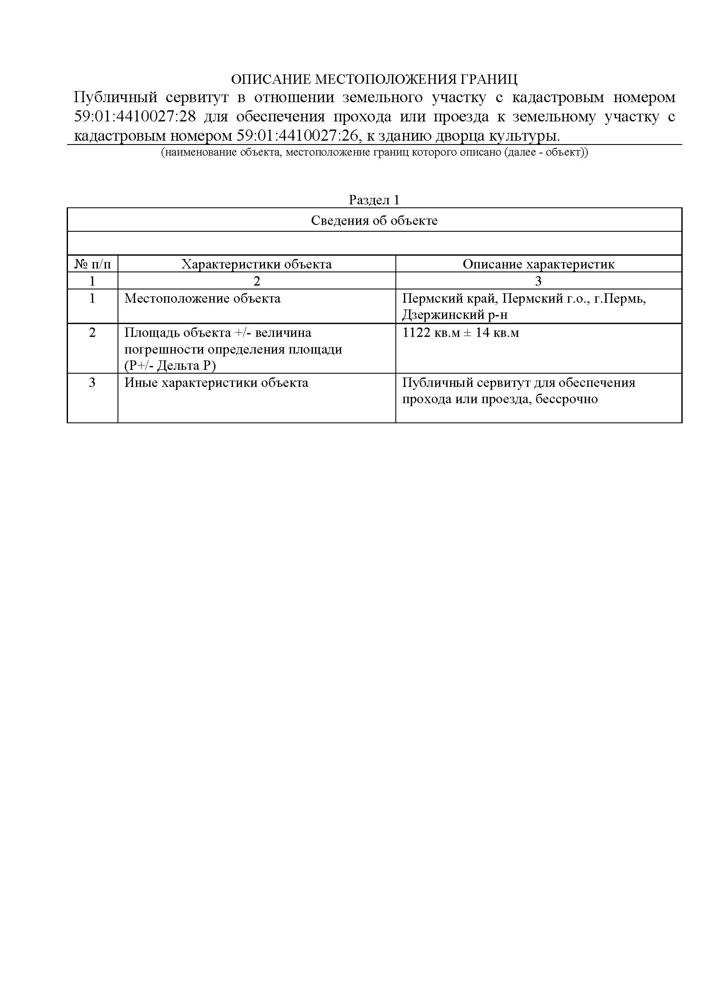 ОПИСАНИЕ МЕСТОПОЛОЖЕНИЯ ГРАНИЦ
Публичный сервитут в отношении земельного участку с кадастровым номером
59:01:4410027:28 для обеспечения прохода или проезда к земельному участку с
кадастровым номером 59:01:4410027:26, к зданию дворца культуры.
(наименование объекта, местоположение границ которого описано (далее - объект))
Раздел 1
Сведения об объекте
№ п/п Характеристики объекта Описание характеристик
1 2 3
1 Местоположение объекта Пермский край, Пермский г.о., г.Пермь,
Дзержинский р-н
2 Площадь объекта +/- величина 1122 кв.м ± 14 кв.м
погрешности определения площади
(Р+/- Дельта Р)
3 Иные характеристики объекта Публичный сервитут для обеспечения
прохода или проезда, бессрочно